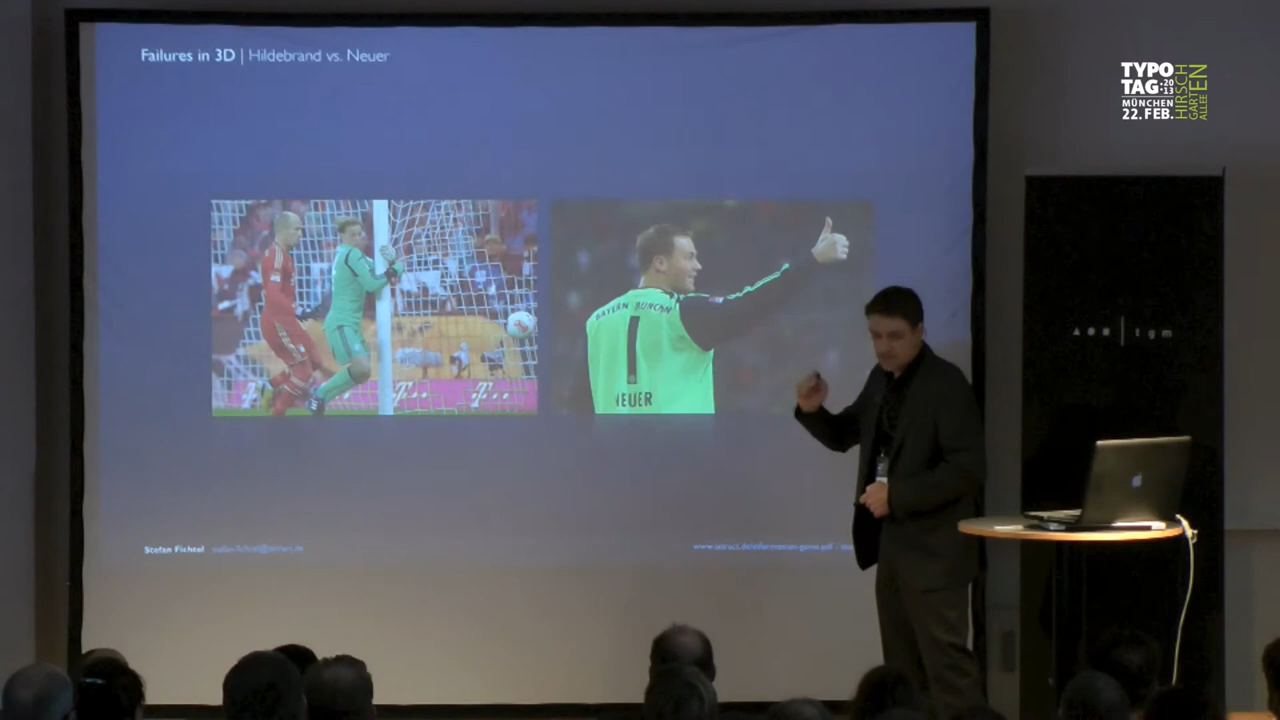 Failures in 3D | Hildebrand vs. Neuer
TYPO
TAG.20
13
MÜNCHEN
22. FEB.
HIRSCH
GARTEN
ALLEE
BAYERN MÜNCHEN
1
NEUER
T
T
tgm
Stefan Fichtel